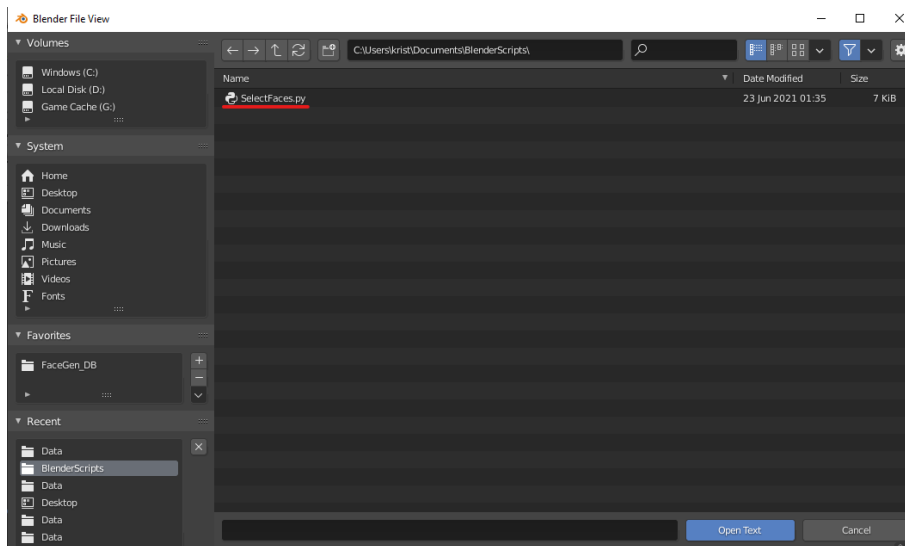 Blender File View
Volumes
Windows (C:)
Local Disk (D:)
Game Cache (G:)
System
Home
Desktop
Documents
Downloads
Music
Pictures
Videos
Fonts
Favorites
FaceGen_DB
Recent
Data
BlenderScripts
Data
Desktop
Data
Data
C:\Users\krist\Documents\BlenderScripts\
Name Date Modified Size
SelectFaces.py 23 Jun 2021 01:35 7 KiB
Open Text Cancel